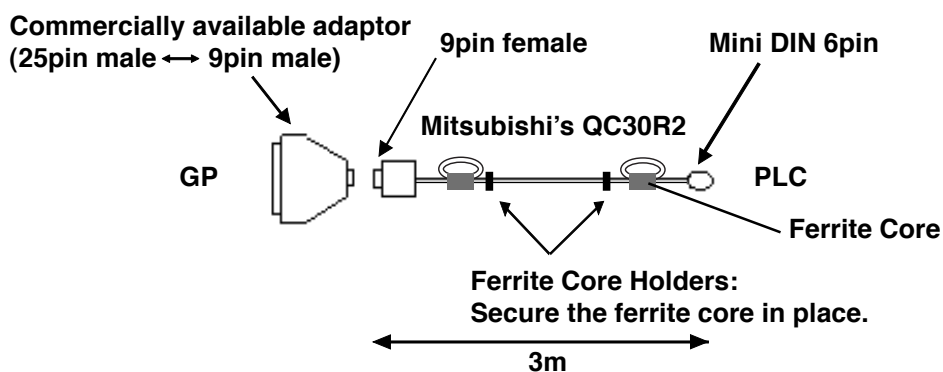 Commercially available adaptor
(25pin male ↔ 9pin male)
9pin female
Mini DIN 6pin
Mitsubishi's QC30R2
GP
PLC
Ferrite Core
Ferrite Core Holders:
Secure the ferrite core in place.
3m